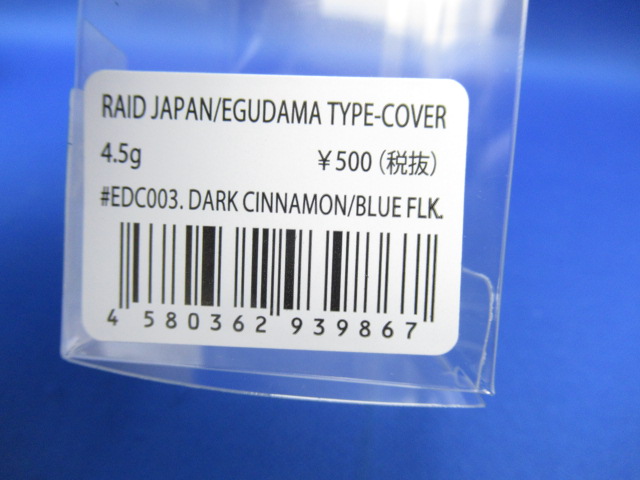 RAID JAPAN/EGUDAMA TYPE-COVER
4.5g ¥500(税抜)
#EDC003. DARK CINNAMON/BLUE FLK.
4 580362 939867